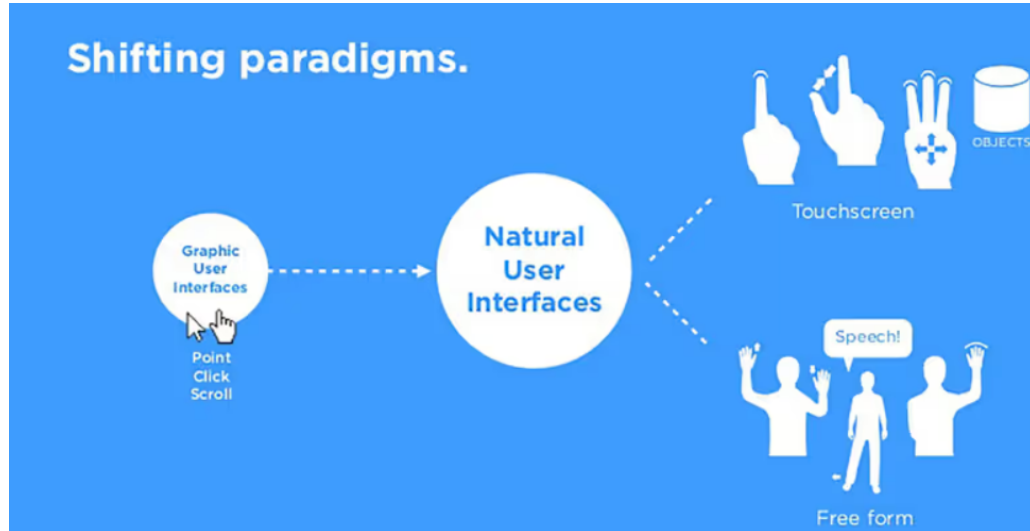 Shifting paradigms.
Graphic
User
Interfaces
Point
Click
Scroll
Natural
User
Interfaces
OBJECTS
Touchscreen
Speech!
Free form